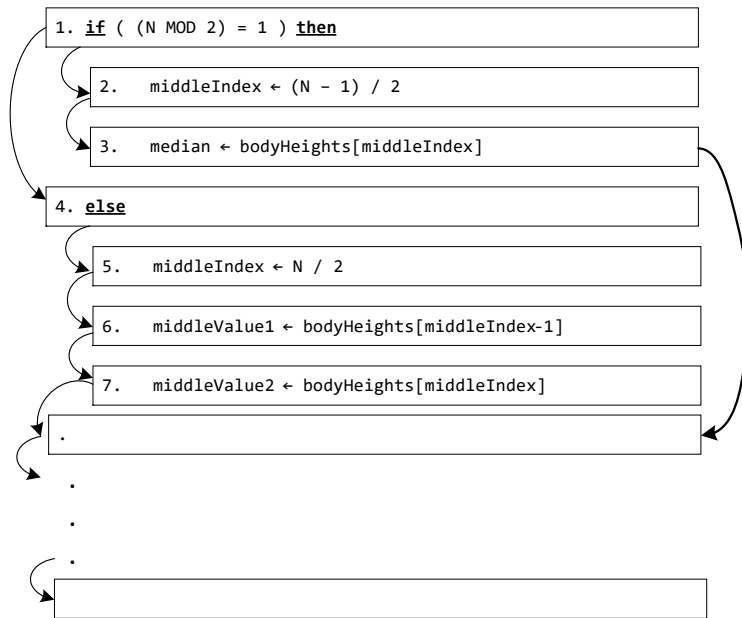 1. if ( (N MOD 2) = 1 ) then
2. middleIndex ← (N – 1) / 2
3. median ← bodyHeights[middleIndex]
4. else
5. middleIndex ← N / 2
6. middleValue1 ← bodyHeights[middleIndex-1]
7. middleValue2 ← bodyHeights[middleIndex]
.
.
.
.